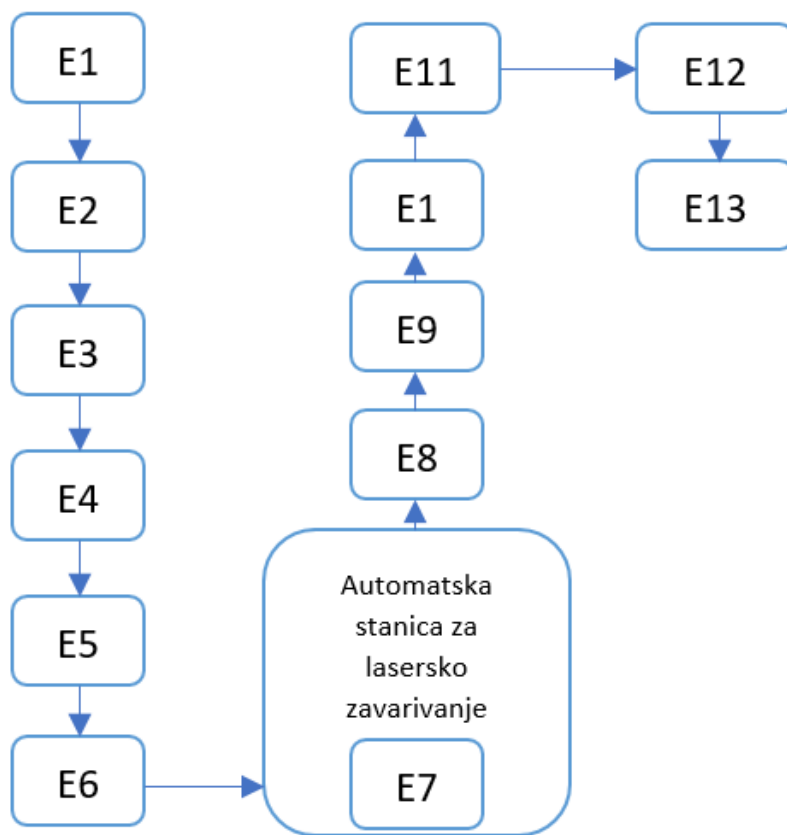 E1
E2
E3
E4
E5
E6
Automatska
stanica za
lasersko
zavarivanje
E7
E8
E9
E1
E11
E12
E13